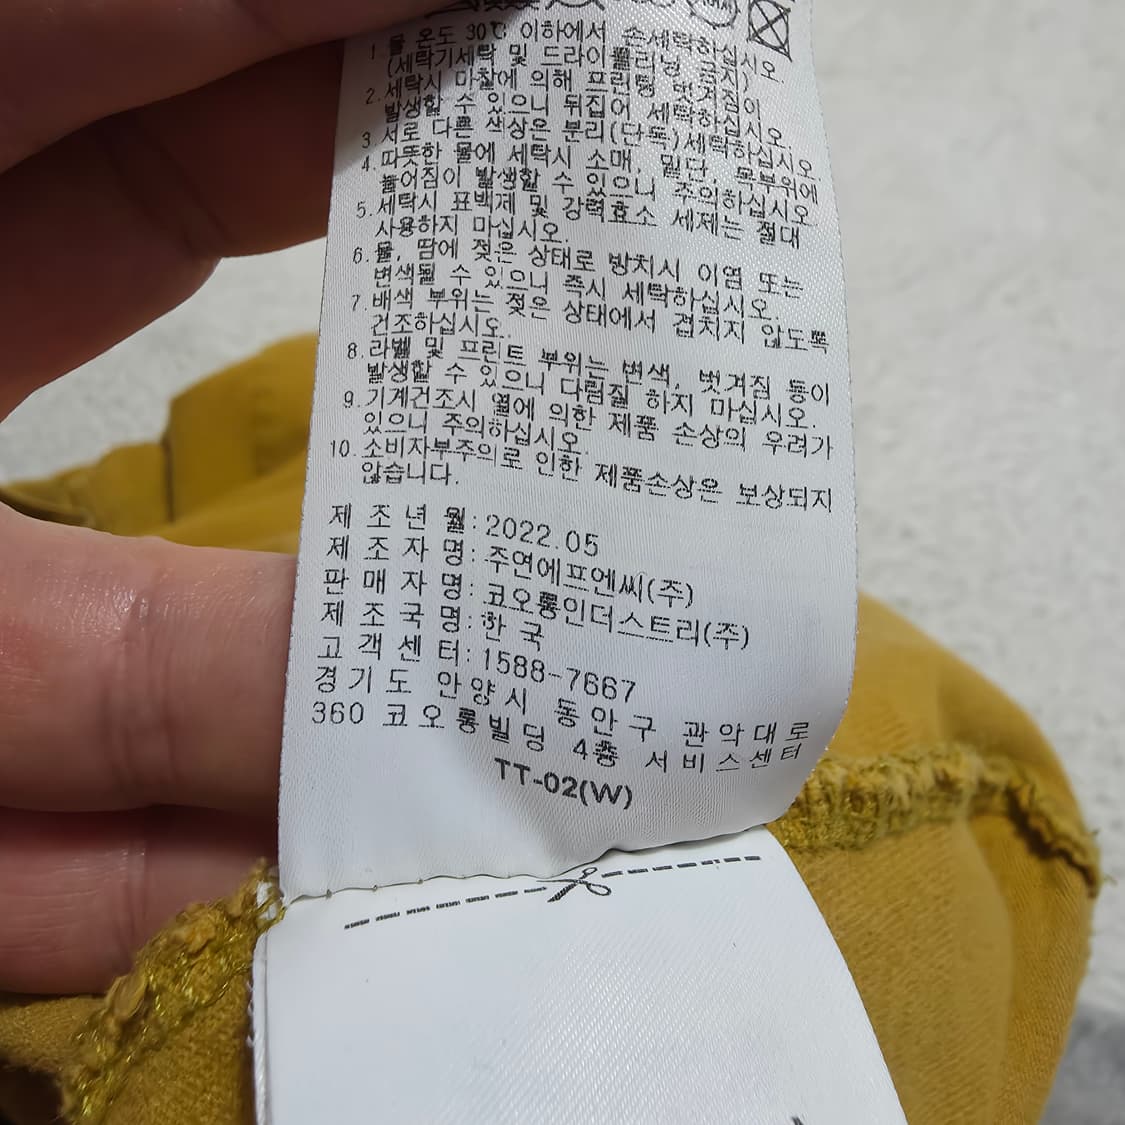 1. 물 온도 30℃ 이하에서 손세탁하십시오.
(세탁기세탁 및 드라이클리닝 금지)
2. 세탁시 마찰에 의해 프린팅 벗겨짐이
발생할 수 있으니 뒤집어 세탁하십시오.
3. 서로 다른 색상은 분리(단독)세탁하십시오.
4. 따뜻한 물에 세탁시 소매, 밑단, 목부위에
늘어짐이 발생할 수 있으니 주의하십시오.
5. 세탁시 표백제 및 강력효소 세제는 절대
사용하지 마십시오.
6. 물, 땀에 젖은 상태로 방치시 이염 또는
변색될 수 있으니 즉시 세탁하십시오.
7. 배색 부위는 젖은 상태에서 겹치지 않도록
건조하십시오.
8. 라벨 및 프린트 부위는 변색, 벗겨짐 등이
발생할 수 있으니 다림질 하지 마십시오.
9. 기계건조시 열에 의한 제품 손상의 우려가
있으니 주의하십시오.
10. 소비자부주의로 인한 제품손상은 보상되지
않습니다.
제조년월: 2022.05
제조자명: 주연에프엔씨(주)
판매자명: 코오롱인더스트리(주)
제조국명: 한국
고객센터: 1588-7667
경기도 안양시 동안구 관악대로
360 코오롱빌딩 4층 서비스센터
TT-02(W)